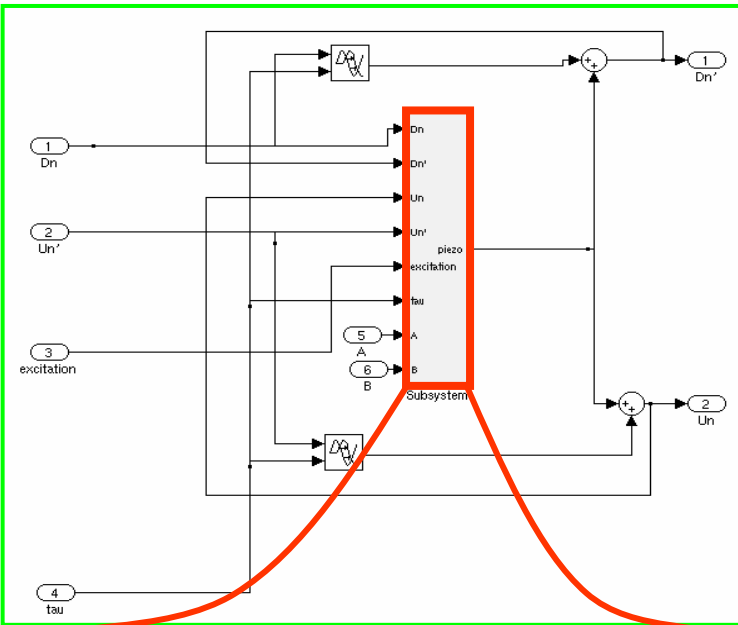 1
Dn'
1
Dn
Dn
Dn'
Un
2
Un'
Un'
piezo
excitation
tau
5
A
A
3
excitation
6
B
B
Subsystem
+
+
+
+
2
Un
4
tau